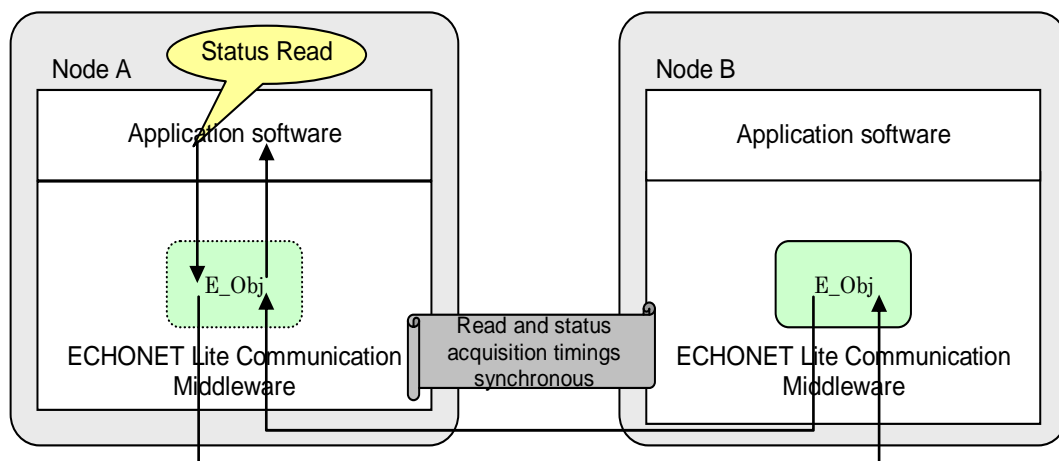 Status Read
Node A
Application software
E_Obj
ECHONET Lite Communication
Middleware
Read and status
acquisition timings
synchronous
Node B
Application software
E_Obj
ECHONET Lite Communication
Middleware